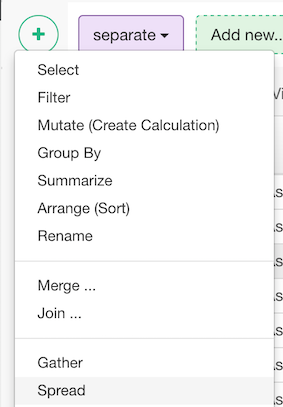 +
separate
Add new..
Select
Filter
Mutate (Create Calculation)
Group By
Summarize
Arrange (Sort)
Rename
Merge ...
Join ...
Gather
Spread